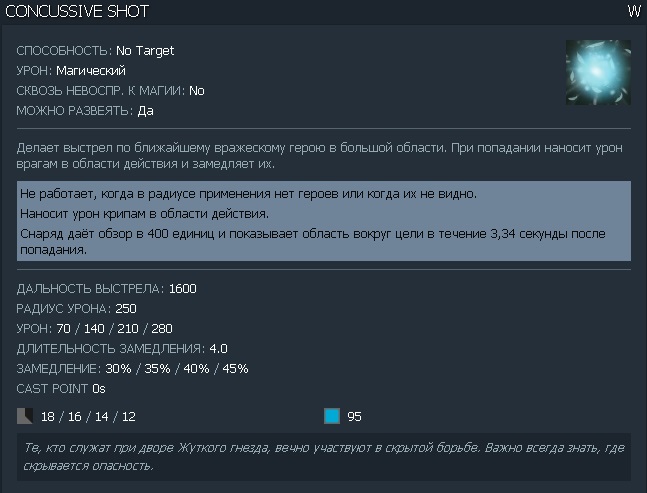 CONCUSSIVE SHOT W
СПОСОБНОСТЬ: No Target
УРОН: Магический
СКВОЗЬ НЕВОСПР. К МАГИИ: No
МОЖНО РАЗВЕЯТЬ: Да
Делает выстрел по ближайшему вражескому герою в большой области. При попадании наносит урон
врагам в области действия и замедляет их.
Не работает, когда в радиусе применения нет героев или когда их не видно.
Наносит урон крипам в области действия.
Снаряд даёт обзор в 400 единиц и показывает область вокруг цели в течение 3,34 секунды после
попадания.
ДАЛЬНОСТЬ ВЫСТРЕЛА: 1600
РАДИУС УРОНА: 250
УРОН: 70 / 140 / 210 / 280
ДЛИТЕЛЬНОСТЬ ЗАМЕДЛЕНИЯ: 4.0
ЗАМЕДЛЕНИЕ: 30% / 35% / 40% / 45%
CAST POINT 0s
18 / 16 / 14 / 12 95
Те, кто служат при дворе Жуткого гнезда, вечно участвуют в скрытой борьбе. Важно всегда знать, где
скрывается опасность.